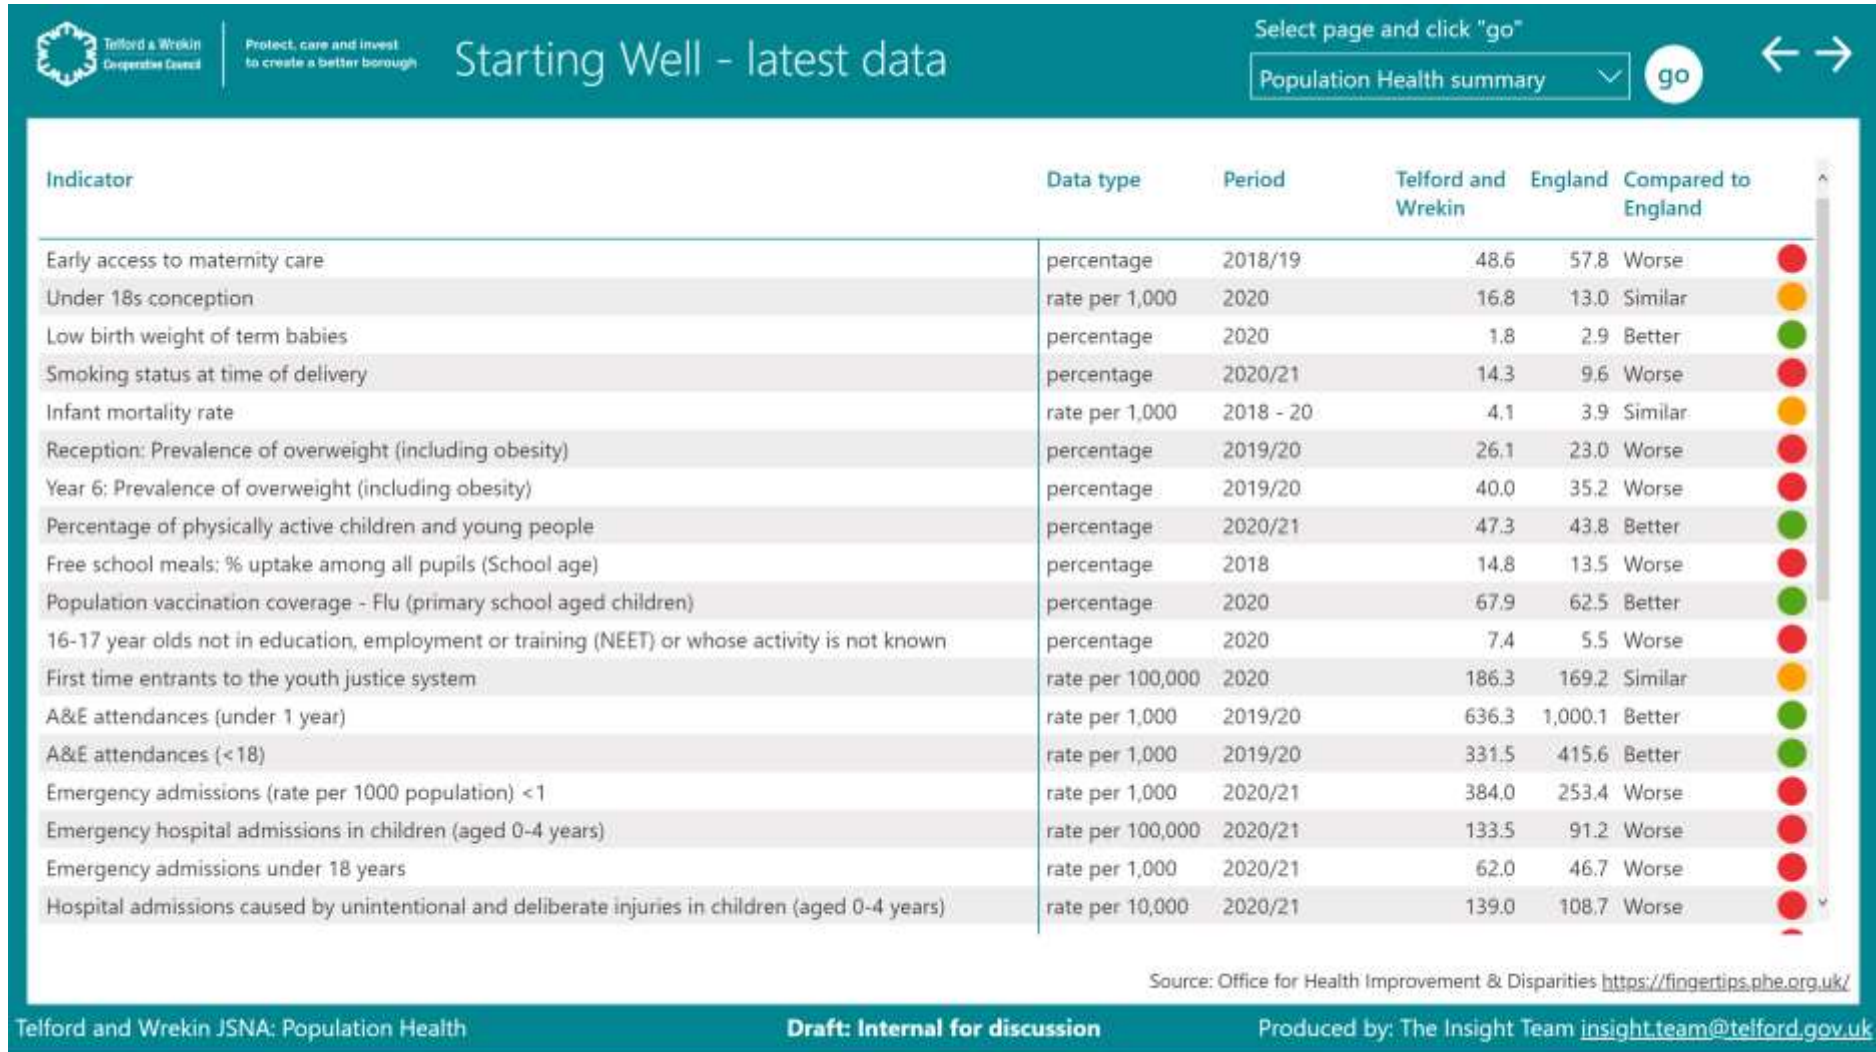 Telford & Wrekin
Co-operative Council
Protect, care and invest
to create a better borough
Starting Well - latest data
Select page and click "go"
Population Health summary
go
Indicator Data type Period Telford and Wrekin England Compared to England
Early access to maternity care percentage 2018/19 48.6 57.8 Worse
Under 18s conception rate per 1,000 2020 16.8 13.0 Similar
Low birth weight of term babies percentage 2020 1.8 2.9 Better
Smoking status at time of delivery percentage 2020/21 14.3 9.6 Worse
Infant mortality rate rate per 1,000 2018 - 20 4.1 3.9 Similar
Reception: Prevalence of overweight (including obesity) percentage 2019/20 26.1 23.0 Worse
Year 6: Prevalence of overweight (including obesity) percentage 2019/20 40.0 35.2 Worse
Percentage of physically active children and young people percentage 2020/21 47.3 43.8 Better
Free school meals: % uptake among all pupils (School age) percentage 2018 14.8 13.5 Worse
Population vaccination coverage - Flu (primary school aged children) percentage 2020 67.9 62.5 Better
16-17 year olds not in education, employment or training (NEET) or whose activity is not known percentage 2020 7.4 5.5 Worse
First time entrants to the youth justice system rate per 100,000 2020 186.3 169.2 Similar
A&E attendances (under 1 year) rate per 1,000 2019/20 636.3 1,000.1 Better
A&E attendances (<18) rate per 1,000 2019/20 331.5 415.6 Better
Emergency admissions (rate per 1000 population) <1 rate per 1,000 2020/21 384.0 253.4 Worse
Emergency hospital admissions in children (aged 0-4 years) rate per 100,000 2020/21 133.5 91.2 Worse
Emergency admissions under 18 years rate per 1,000 2020/21 62.0 46.7 Worse
Hospital admissions caused by unintentional and deliberate injuries in children (aged 0-4 years) rate per 10,000 2020/21 139.0 108.7 Worse
Source: Office for Health Improvement & Disparities https://fingertips.phe.org.uk/
Telford and Wrekin JSNA: Population Health
Draft: Internal for discussion
Produced by: The Insight Team insight.team@telford.gov.uk